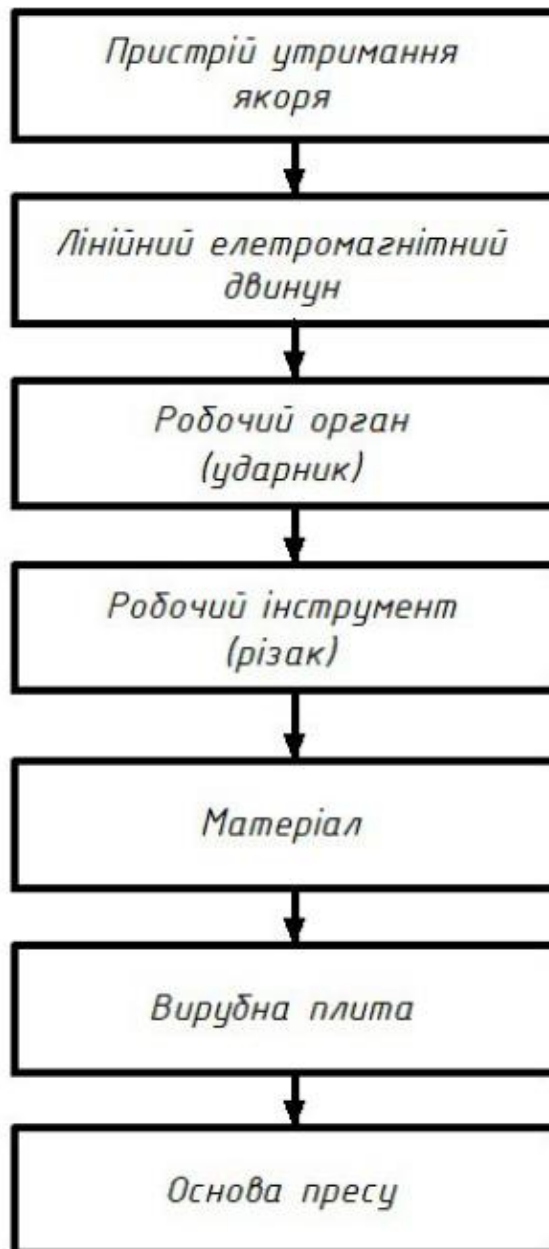 Пристрій утримання
якоря
Лінійний елетромагнітний
двинун
Робочий орган
(ударник)
Робочий інструмент
(різак)
Матеріал
Вирубна плита
Основа пресу